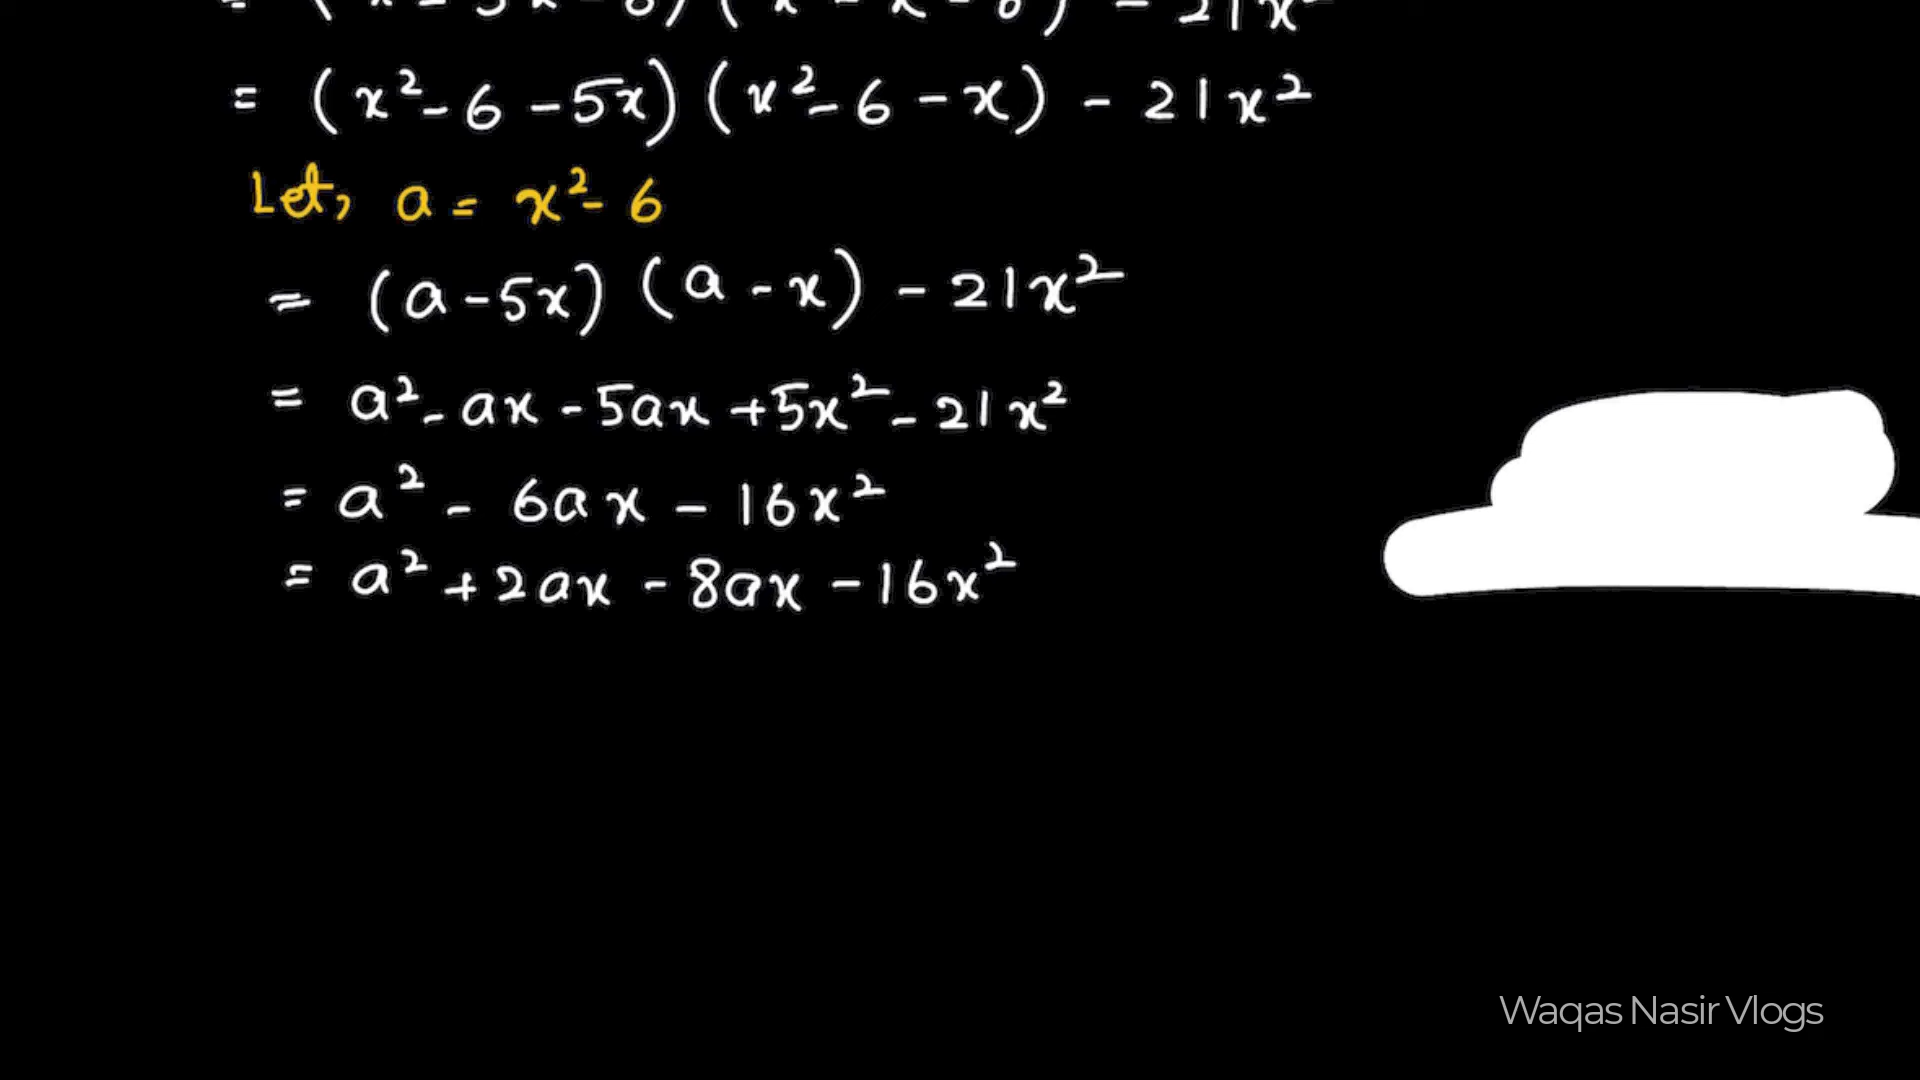 = (x² - 6 - 5x) (x² - 6 - x) - 21x²
Let, a = x² - 6
= (a - 5x) (a - x) - 21x²
= a² - ax - 5ax + 5x² - 21x²
= a² - 6ax - 16x²
= a² + 2ax - 8ax - 16x²
Waqas Nasir Vlogs